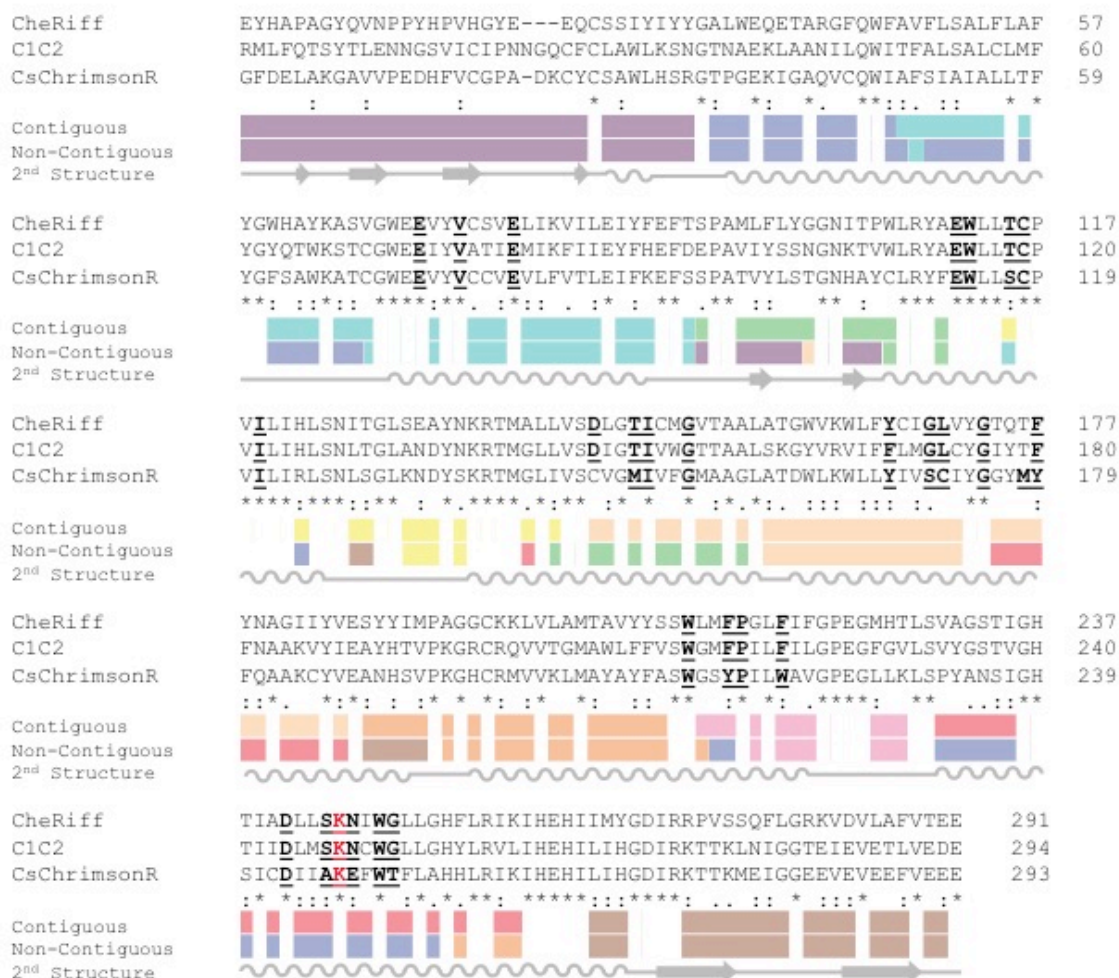 CheRiff EYHAPAGYQVNPPYHPVHGYE---EQCSSIYIYYGALWEQETARGFQWFAVFLSALFLAF 57
C1C2 RMLFQTSYTLENNGSVICIPNNGQCFCLAWLKSNGTNAEKLAANILQWITFALSALCLMF 60
CsChrimsonR GFDELAKGAVVPEDHFVCGPA-DKCYCSAWLHSRGTPGEKIGAQVCQWIAFSIAIALLTF 59
: : : * : *: *: * **::. :: * *
Contiguous
Non-Contiguous
2nd Structure
CheRiff YGWHAYKASVGWEEVYVCSVELIKVILEIYFEFTSPAMLFLYGGNITPWLRYAEWLLTCP 117
C1C2 YGYQTWKSTCGWEEIYVATIEMIKFIIEYFHEFDEPAVIYSSNGNKTVWLRYAEWLLTCP 120
CsChrimsonR YGFSAWKATCGWEEVYVCCVEVLFVTLEIFKEFSSPATVYLSTGNHAYCLRYFEWLLSCP 119
**: ::*:: ****:**. :*:: . :* : ** .** :: ** : *** ****:**
Contiguous
Non-Contiguous
2nd Structure
CheRiff VILIHLSNITGLSEAYNKRTMALLVSDLGTICMGVTAALATGWVKWLFYCIGLVYGTQTF 177
C1C2 VILIHLSNLTGLANDYNKRTMGLLVSDIGTIVWGTTAALSKGYVRVIFFLMGLCYGIYTF 180
CsChrimsonR VILIRLSNLSGLKNDYSKRTMGLIVSCVGMIVFGMAAGLATDWLKWLLYIVSCIYGGYMY 179
****:***::** : *.****.*:** :* * * :*.*:. ::: ::: :. ** :
Contiguous
Non-Contiguous
2nd Structure
CheRiff YNAGIIYVESYYIMPAGGCKKLVLAMTAVYYSSWLMFPGLFIFGPEGMHTLSVAGSTIGH 237
C1C2 FNAAKVYIEAYHTVPKGRCRQVVTGMAWLFFVSWGMFPILFILGPEGFGVLSVYGSTVGH 240
CsChrimsonR FQAAKCYVEANHSVPKGHCRMVVKLMAYAYFASWGSYPILWAVGPEGLLKLSPYANSIGH 239
::*. *:*: : :* * *: :* *: :: ** :* *: .****: ** ..::**
Contiguous
Non-Contiguous
2nd Structure
CheRiff TIADLLSKNIWGLLGHFLRIKIHEHIIMYGDIRRPVSSQFLGRKVDVLAFVTEE 291
C1C2 TIIDLMSKNCWGLLGHYLRVLIHEHILIHGDIRKTTKLNIGGTEIEVETLVEDE 294
CsChrimsonR SICDIIAKEFWTFLAHHLRIKIHEHILIHGDIRKTTKMEIGGEEVEVEEFVEEE 293
:* *::*: * :*.*.**: *****:::****: .. :: * :::* :* :*
Contiguous
Non-Contiguous
2nd Structure